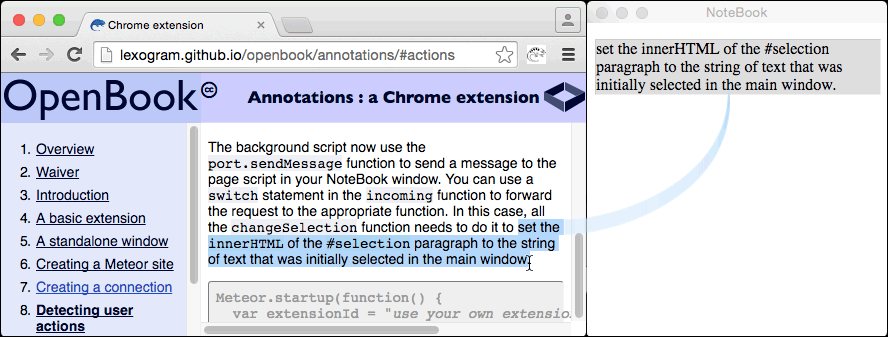 Chrome extension
NoteBook
lexogram.github.io/openbook/annotations/#actions
OpenBook cc
Annotations : a Chrome extension
1. Overview
2. Waiver
3. Introduction
4. A basic extension
5. A standalone window
6. Creating a Meteor site
7. Creating a connection
8. Detecting user
actions
The background script now use the
port.sendMessage function to send a message to the
page script in your NoteBook window. You can use a
switch statement in the incoming function to forward
the request to the appropriate function. In this case, all
the changeSelection function needs to do it to set the
innerHTML of the #selection paragraph to the string
of text that was initially selected in the main window.
Meteor.startup(function() {
var extensionId = "use your own extension
set the innerHTML of the #selection
paragraph to the string of text that was
initially selected in the main window.